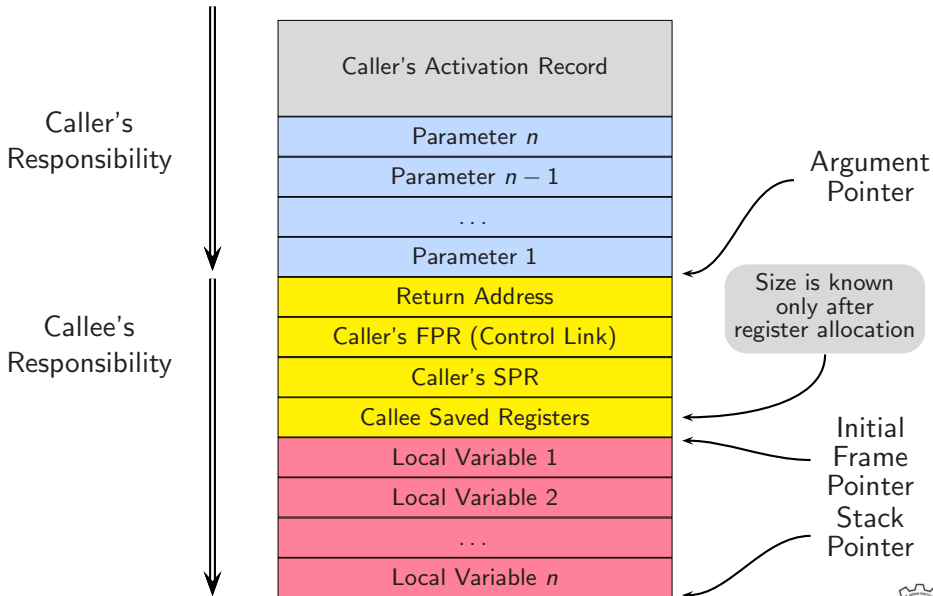 Caller's Activation Record
Caller's
Responsibility
Parameter n
Parameter n − 1
. . .
Parameter 1
Argument
Pointer
Callee's
Responsibility
Return Address
Caller's FPR (Control Link)
Caller's SPR
Callee Saved Registers
Size is known
only after
register allocation
Initial
Frame
Pointer
Local Variable 1
Local Variable 2
. . .
Local Variable n
Stack
Pointer